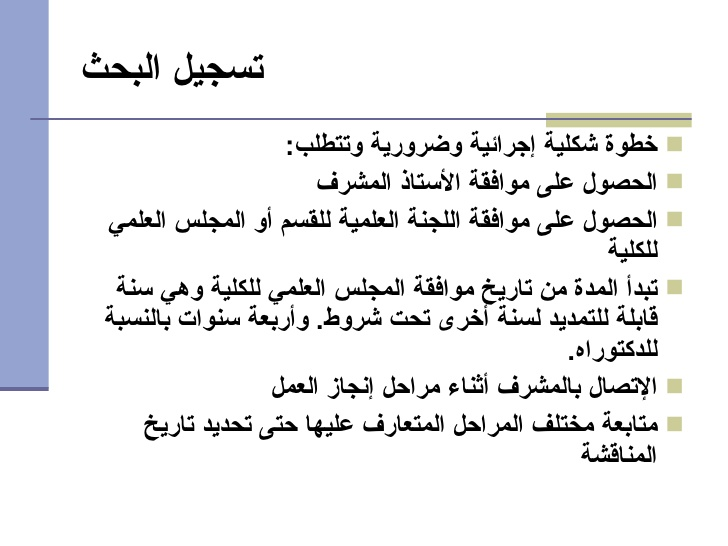 تسجيل البحث
خطوة شكلية إجرائية وضرورية وتتطلب:
الحصول على موافقة الأستاذ المشرف
الحصول على موافقة اللجنة العلمية للقسم أو المجلس العلمي
للكلية
تبدأ المدة من تاريخ موافقة المجلس العلمي للكلية وهي سنة
قابلة للتمديد لسنة أخرى تحت شروط. وأربعة سنوات بالنسبة
للدكتوراه.
الإتصال بالمشرف أثناء مراحل إنجاز العمل
متابعة مختلف المراحل المتعارف عليها حتى تحديد تاريخ
المناقشة